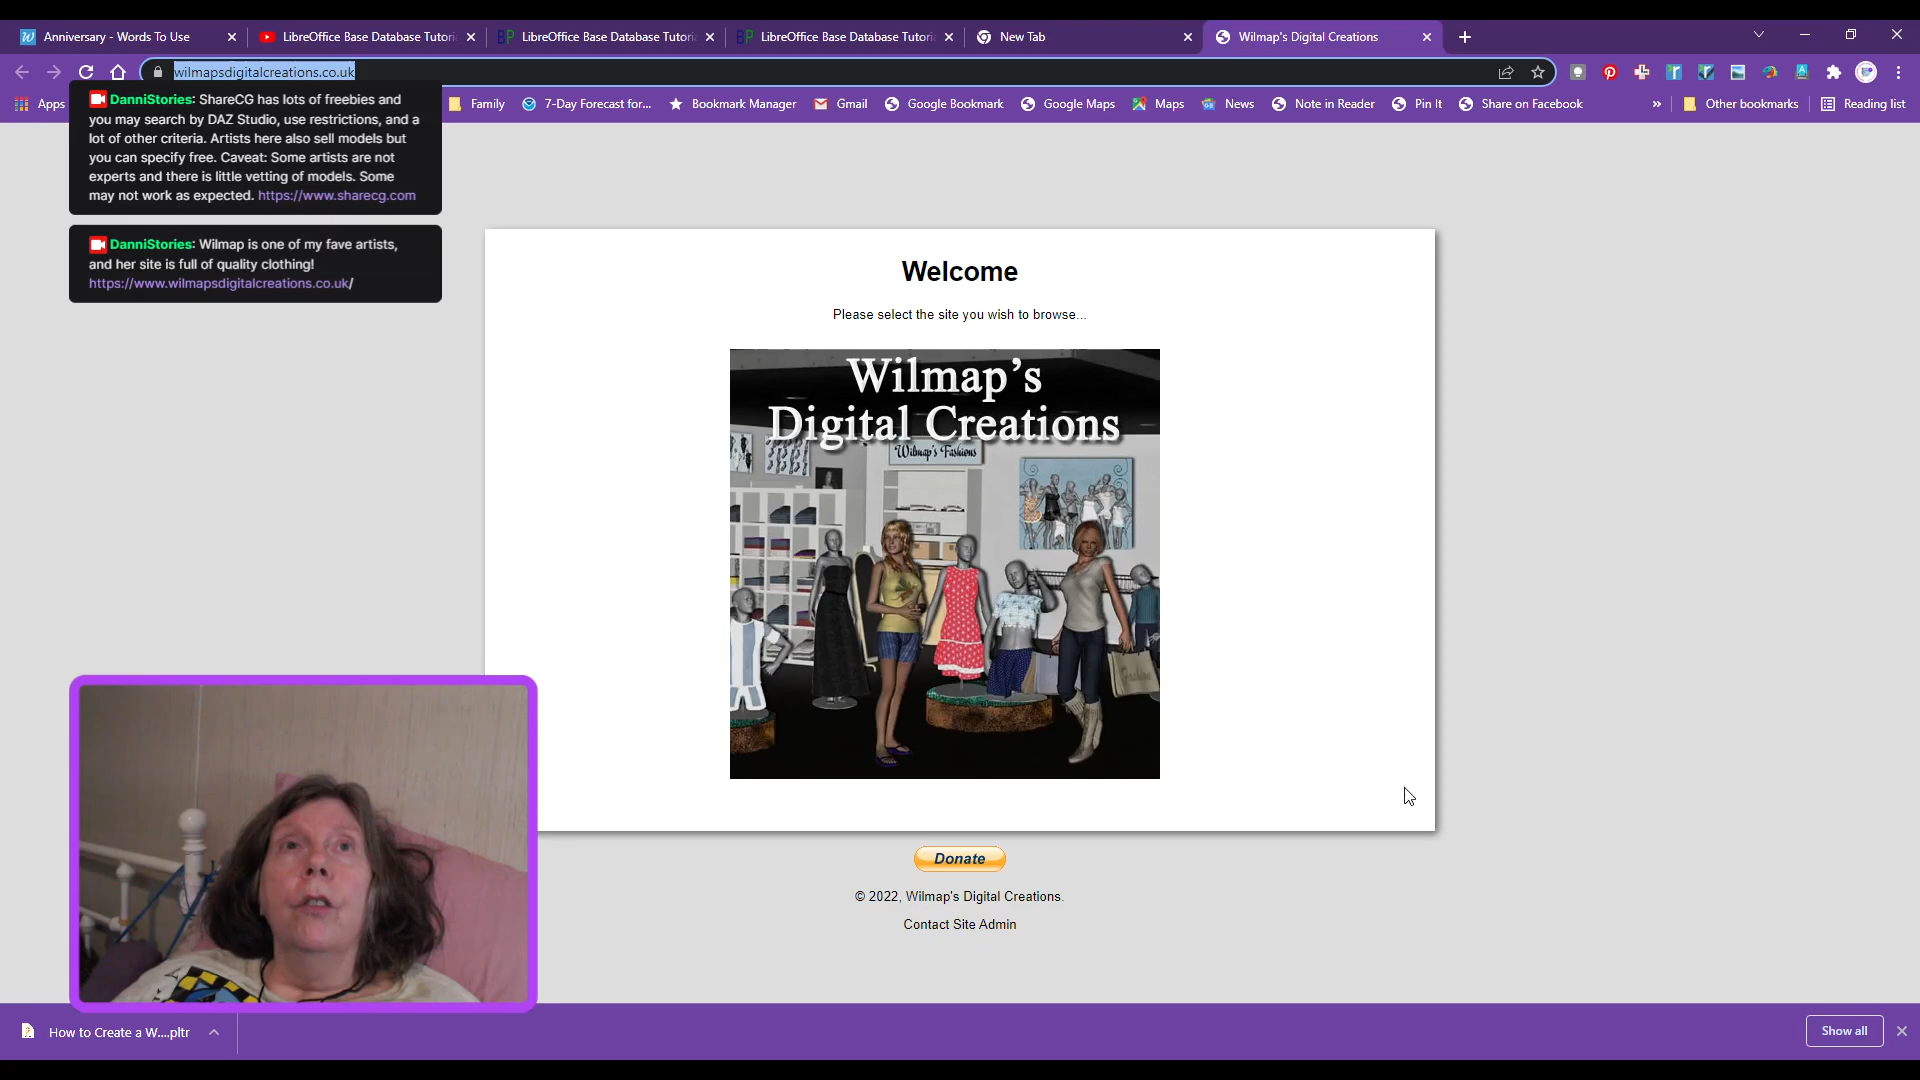 Anniversary - Words To Use
LibreOffice Base Database Tutori
LibreOffice Base Database Tutori
LibreOffice Base Database Tutori
New Tab
Wilmap's Digital Creations
wilmapsdigitalcreations.co.uk
Apps
Family
7-Day Forecast for...
Bookmark Manager
Gmail
Google Bookmark
Google Maps
Maps
News
Note in Reader
Pin It
Share on Facebook
»
Other bookmarks
Reading list
DanniStories: ShareCG has lots of freebies and
you may search by DAZ Studio, use restrictions, and a
lot of other criteria. Artists here also sell models but
you can specify free. Caveat: Some artists are not
experts and there is little vetting of models. Some
may not work as expected. https://www.sharecg.com
DanniStories: Wilmap is one of my fave artists,
and her site is full of quality clothing!
https://www.wilmapsdigitalcreations.co.uk/
Welcome
Please select the site you wish to browse...
Wilmap's
Digital Creations
Wilmap's Fashions
Donate
© 2022, Wilmap's Digital Creations.
Contact Site Admin
How to Create a W....pltr
Show all